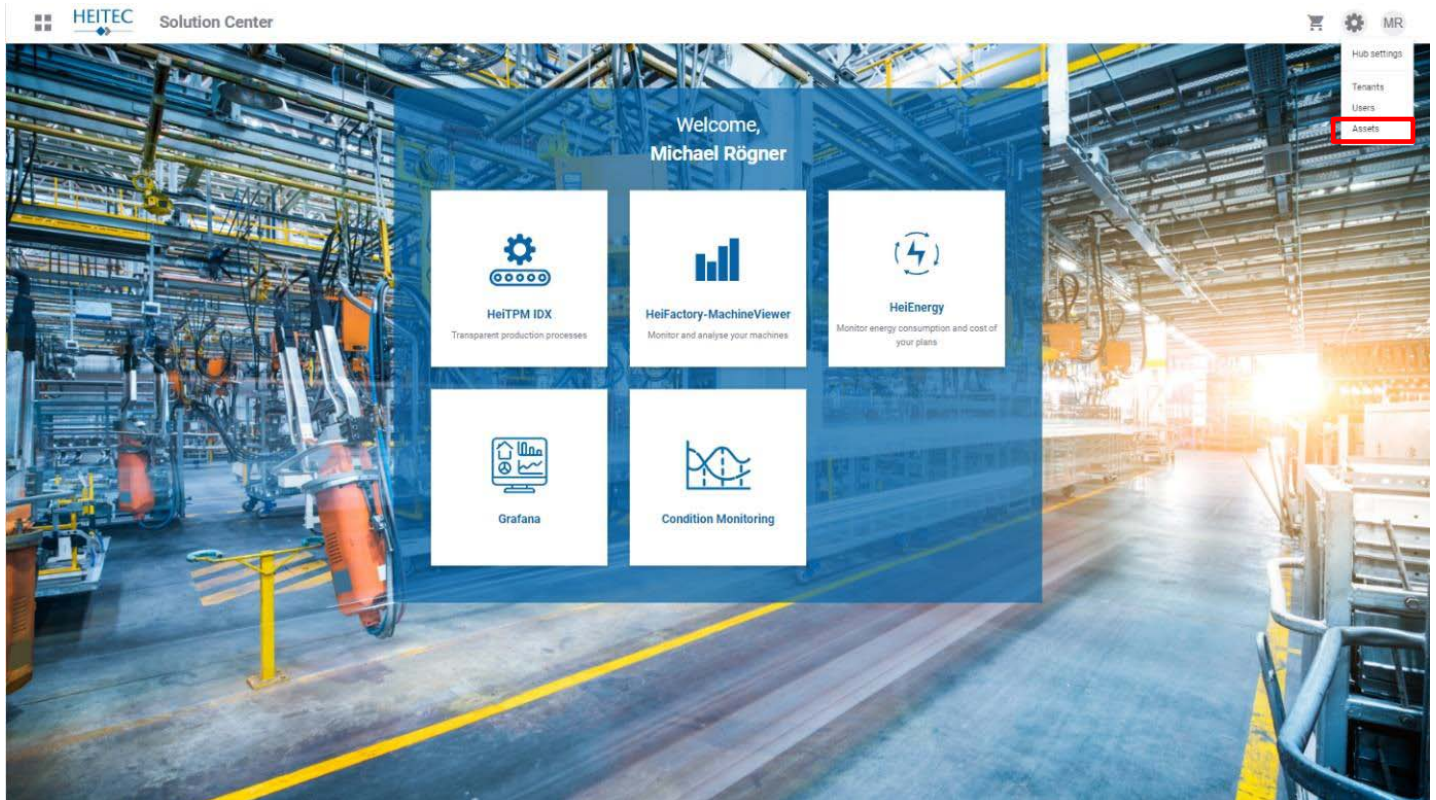 HEITEC
Solution Center
MR
Hub settings
Tenants
Users
Assets
Welcome,
Michael Rögner
HeiTPM IDX
Transparent production processes
HeiFactory-MachineViewer
Monitor and analyse your machines
HeiEnergy
Monitor energy consumption and cost of
your plans
Grafana
Condition Monitoring